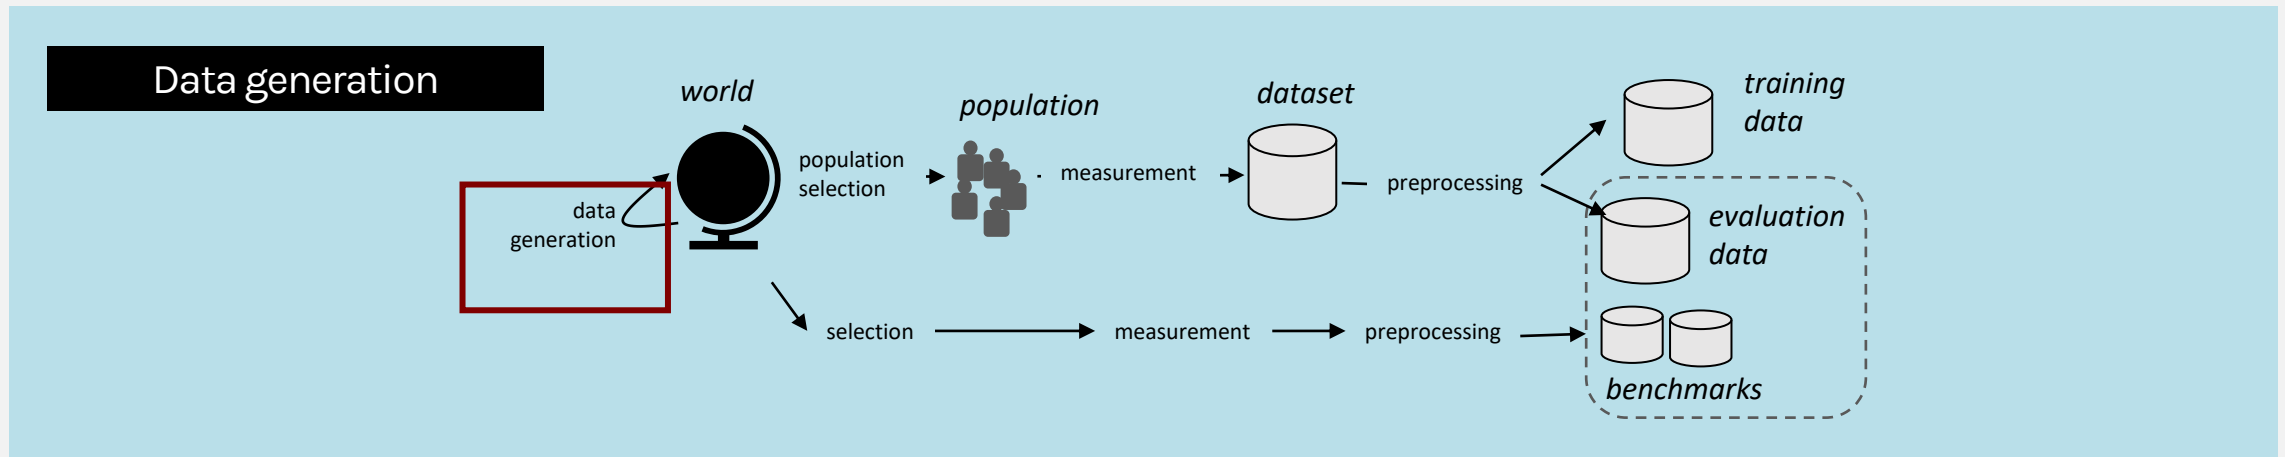 Data generation
world
population
dataset
training
data
population
selection
measurement
preprocessing
data
generation
evaluation
data
selection
measurement
preprocessing
benchmarks